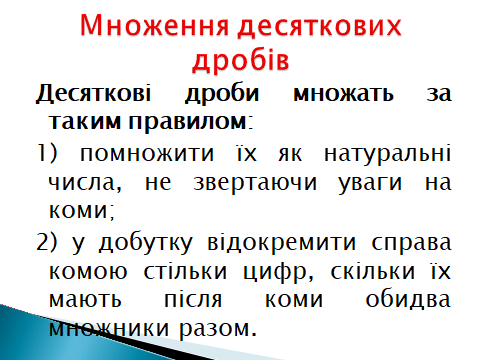 Множення десяткових
дробів
Десяткові дроби множать за
таким правилом:
1) помножити їх як натуральні
числа, не звертаючи уваги на
коми;
2) у добутку відокремити справа
комою стільки цифр, скільки їх
мають після коми обидва
множники разом.